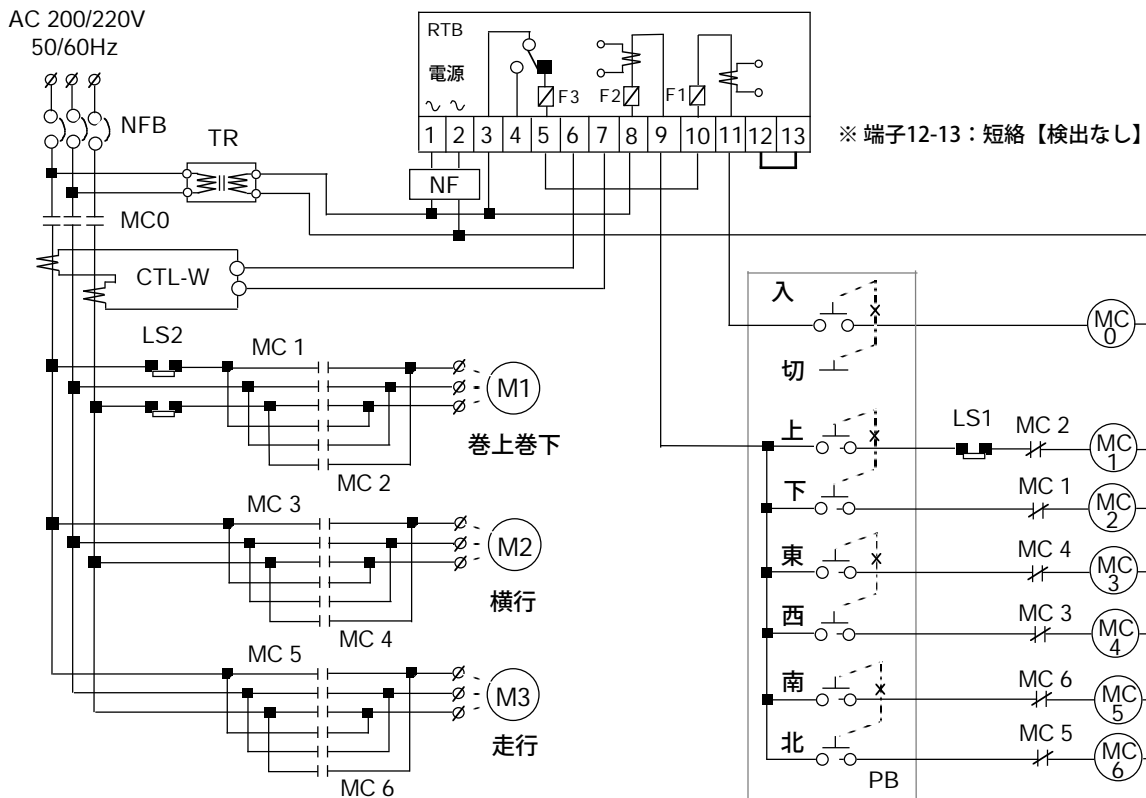 AC 200/220V
50/60Hz
NFB
TR
RTB
電源
F3
F2
F1
1 2 3 4 5 6 7 8 9 10 11 12 13
※ 端子12-13：短絡【検出なし】
NF
MC0
CTL-W
LS2
MC 1
M1
巻上巻下
MC 2
MC 3
M2
横行
MC 4
MC 5
M3
走行
MC 6
入
切
MC
0
上
LS1
MC 2
MC
1
下
MC 1
MC
2
東
MC 4
MC
3
西
MC 3
MC
4
南
MC 6
MC
5
北
MC 5
MC
6
PB